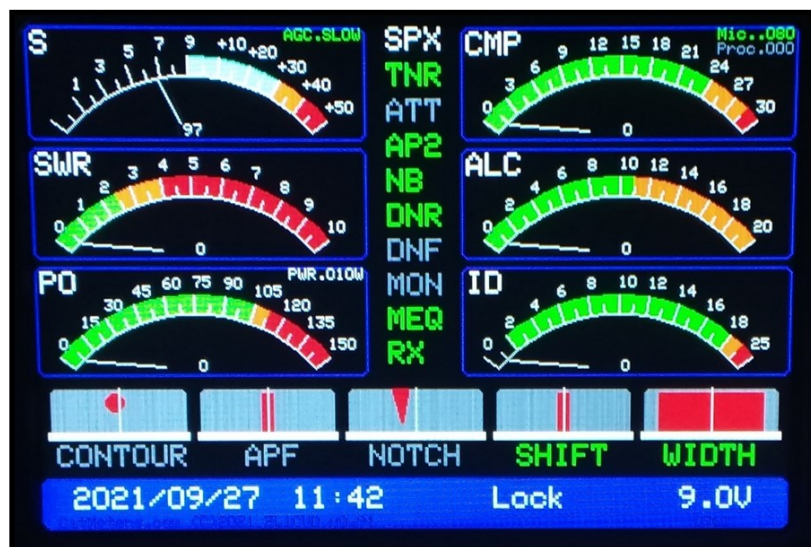 S
AGC.SLOW
1 3 5 7 9 +10 +20 +30 +40 +50
97
SWR
0 1 2 3 4 5 6 7 8 9 10
0
PO
PWR.010W
0 15 30 45 60 75 90 105 120 135 150
0
SPX
TNR
ATT
AP2
NB
DNR
DNF
MON
MEQ
RX
CMP
Mic..080
Proc.000
0 3 6 9 12 15 18 21 24 27 30
0
ALC
0 2 4 6 8 10 12 14 16 18 20
0
ID
0 2 4 6 8 10 12 14 16 18 25
0
CONTOUR APF NOTCH SHIFT WIDTH
2021/09/27 11:42 Lock 9.0V